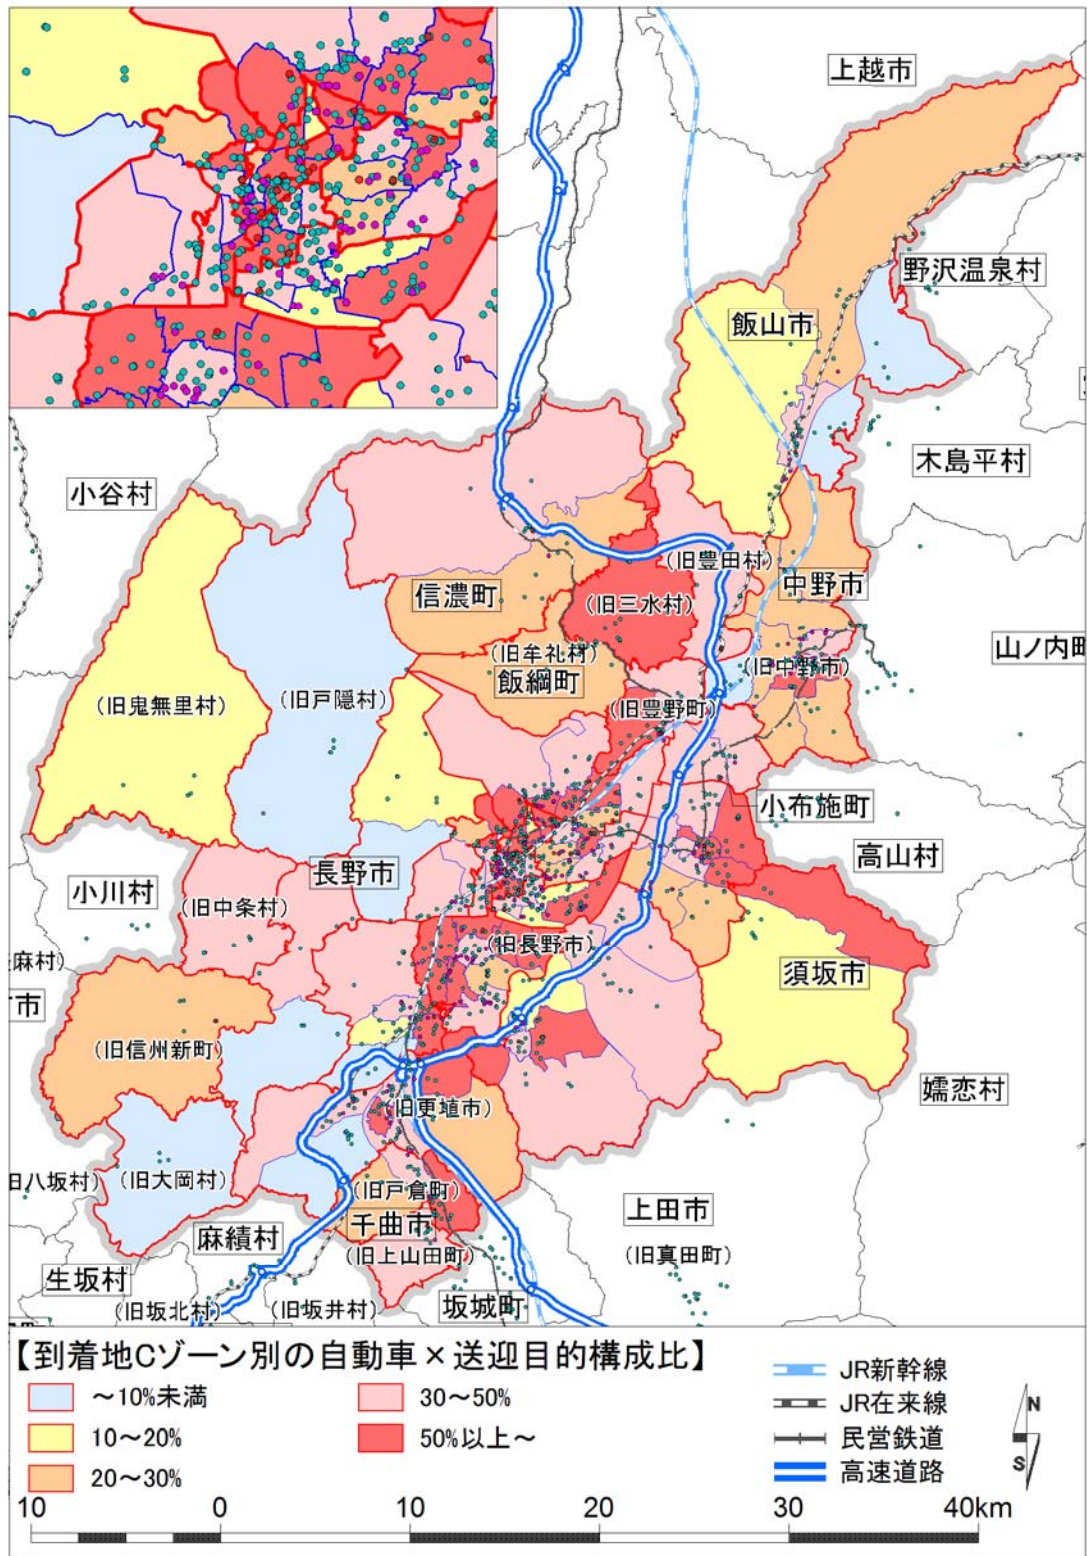 上越市
野沢温泉村
飯山市
木島平村
小谷村
(旧豊田村)
信濃町
中野市
(旧三水村)
山ノ内町
(旧牟礼村)
(旧中野市)
飯綱町
(旧鬼無里村)
(旧戸隠村)
(旧豊野町)
小布施町
高山村
長野市
小川村
(旧中条村)
(旧長野市)
麻村)
須坂市
市
(旧信州新町)
嬬恋村
(旧更埴市)
旧八坂村)
(旧大岡村)
(旧戸倉町)
上田市
千曲市
麻績村
(旧上山田町)
(旧真田町)
生坂村
(旧坂北村)
(旧坂井村)
坂城町
【到着地Cゾーン別の自動車×送迎目的構成比】
～10%未満
10～20%
20～30%
30～50%
50%以上～
JR新幹線
JR在来線
民営鉄道
高速道路
N
S
10 0 10 20 30 40km